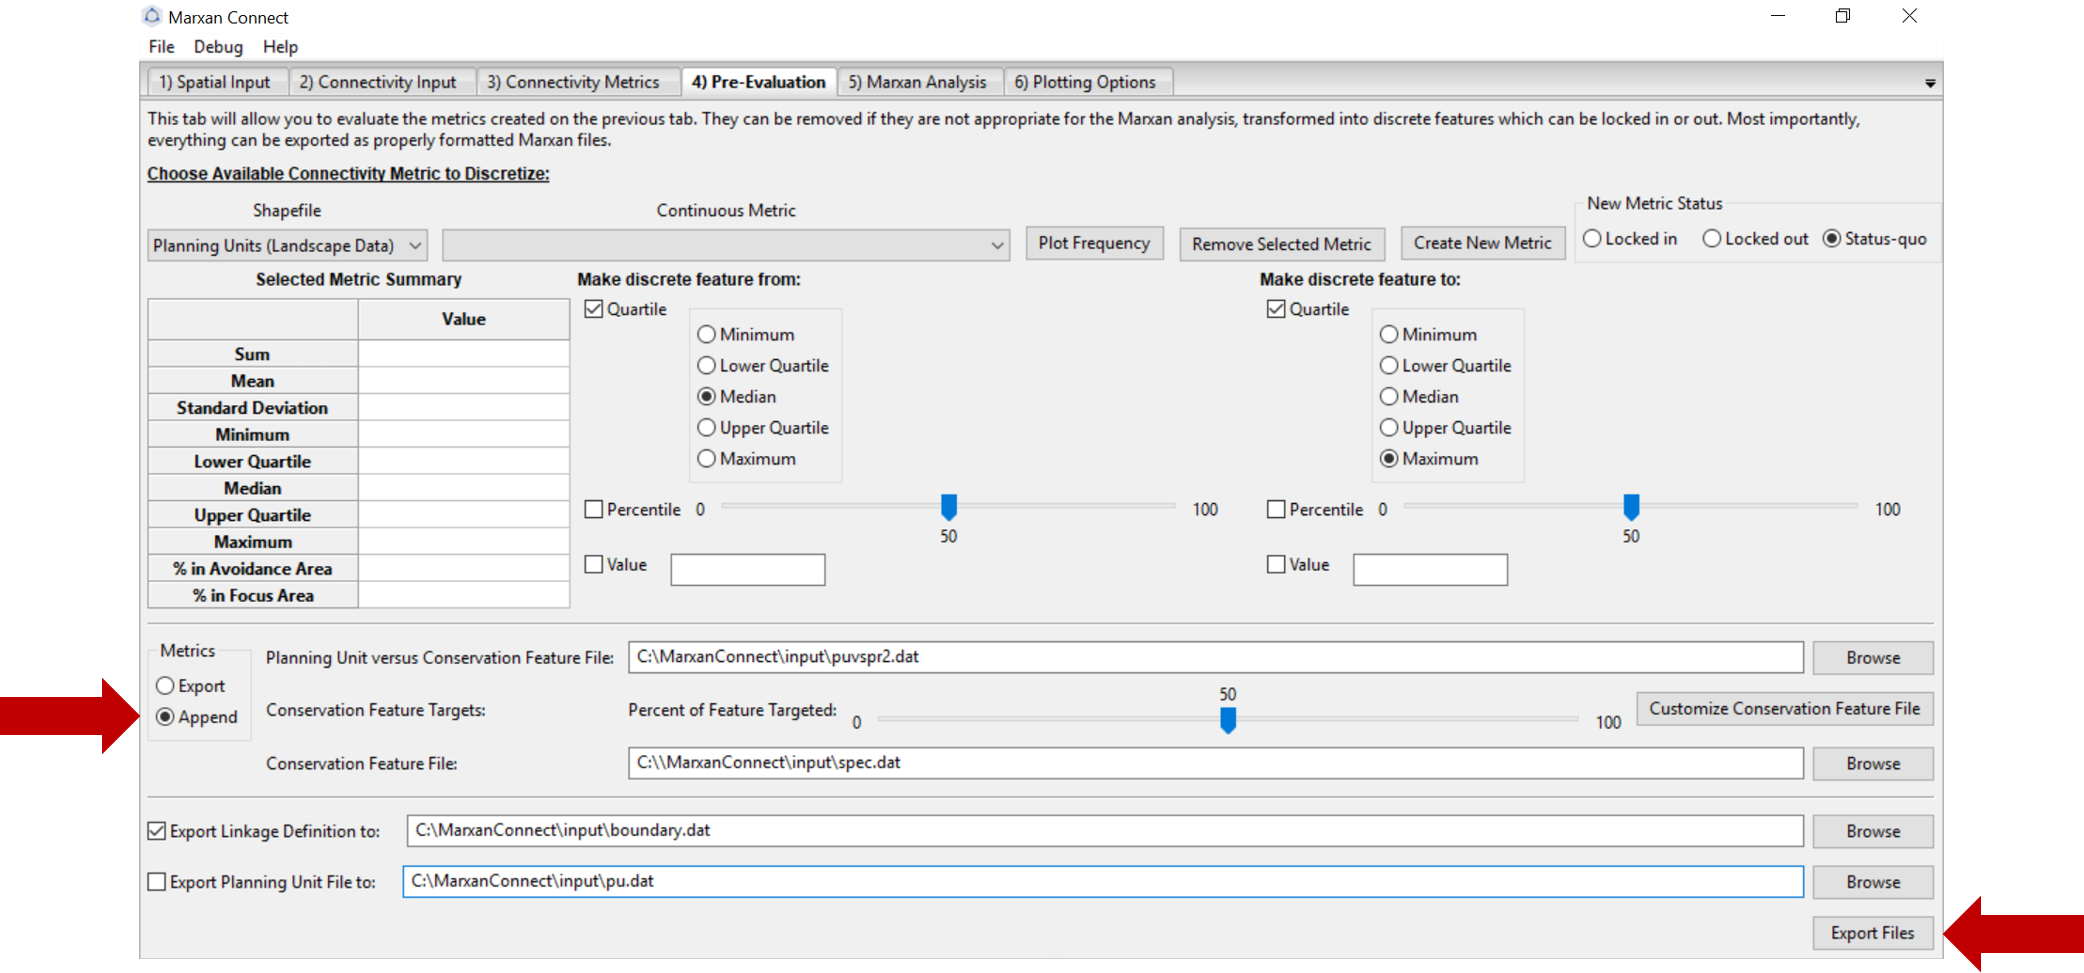 Marxan Connect
File Debug Help
1) Spatial Input 2) Connectivity Input 3) Connectivity Metrics 4) Pre-Evaluation 5) Marxan Analysis 6) Plotting Options
This tab will allow you to evaluate the metrics created on the previous tab. They can be removed if they are not appropriate for the Marxan analysis, transformed into discrete features which can be locked in or out. Most importantly,
everything can be exported as properly formatted Marxan files.
Choose Available Connectivity Metric to Discretize:
Shapefile Continuous Metric New Metric Status
Planning Units (Landscape Data) Plot Frequency Remove Selected Metric Create New Metric Locked in Locked out Status-quo
Selected Metric Summary
Value
Sum
Mean
Standard Deviation
Minimum
Lower Quartile
Median
Upper Quartile
Maximum
% in Avoidance Area
% in Focus Area
Make discrete feature from:
Quartile
Minimum
Lower Quartile
Median
Upper Quartile
Maximum
Percentile 0 100
50
Value
Make discrete feature to:
Quartile
Minimum
Lower Quartile
Median
Upper Quartile
Maximum
Percentile 0 100
50
Value
Metrics
Export
Append
Planning Unit versus Conservation Feature File: C:\MarxanConnect\input\puvspr2.dat Browse
50
Conservation Feature Targets: Percent of Feature Targeted: 0 100 Customize Conservation Feature File
Conservation Feature File: C:\\MarxanConnect\input\spec.dat Browse
Export Linkage Definition to: C:\MarxanConnect\input\boundary.dat Browse
Export Planning Unit File to: C:\MarxanConnect\input\pu.dat Browse
Export Files